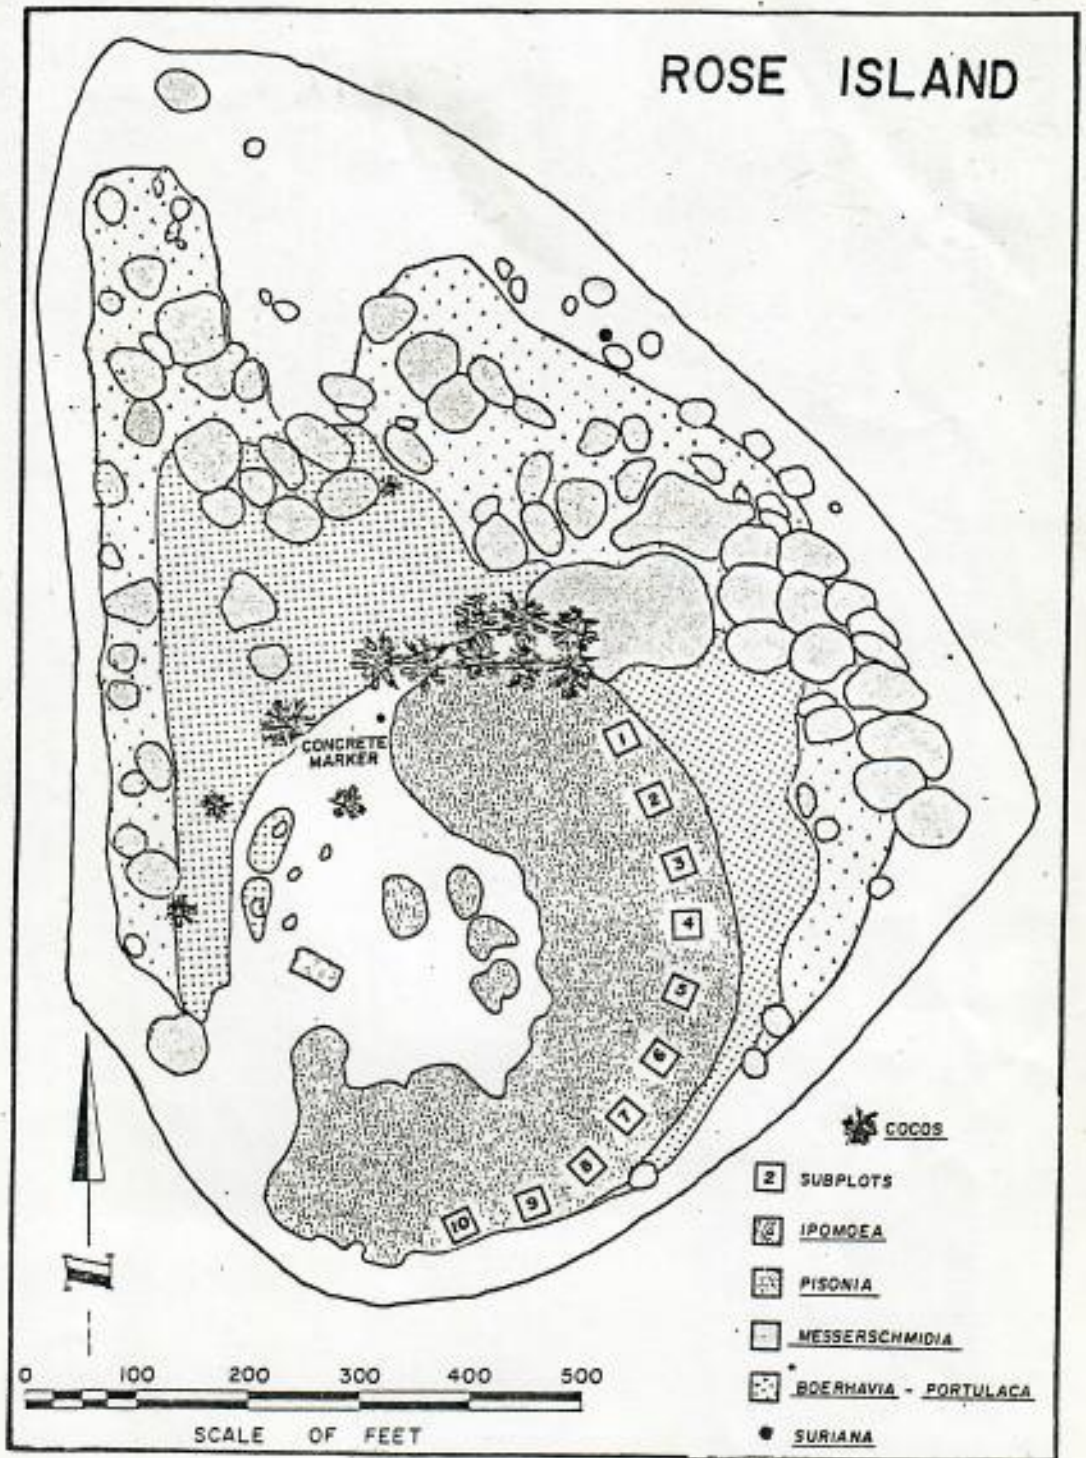 ROSE ISLAND
CONCRETE
MARKER
1
2
3
4
5
6
7
8
9
10
COCOS
2 SUBPLOTS
IPOMOEA
PISONIA
MESSERSCHMIDIA
BOERHAVIA - PORTULACA
SURIANA
N
0 100 200 300 400 500
SCALE OF FEET